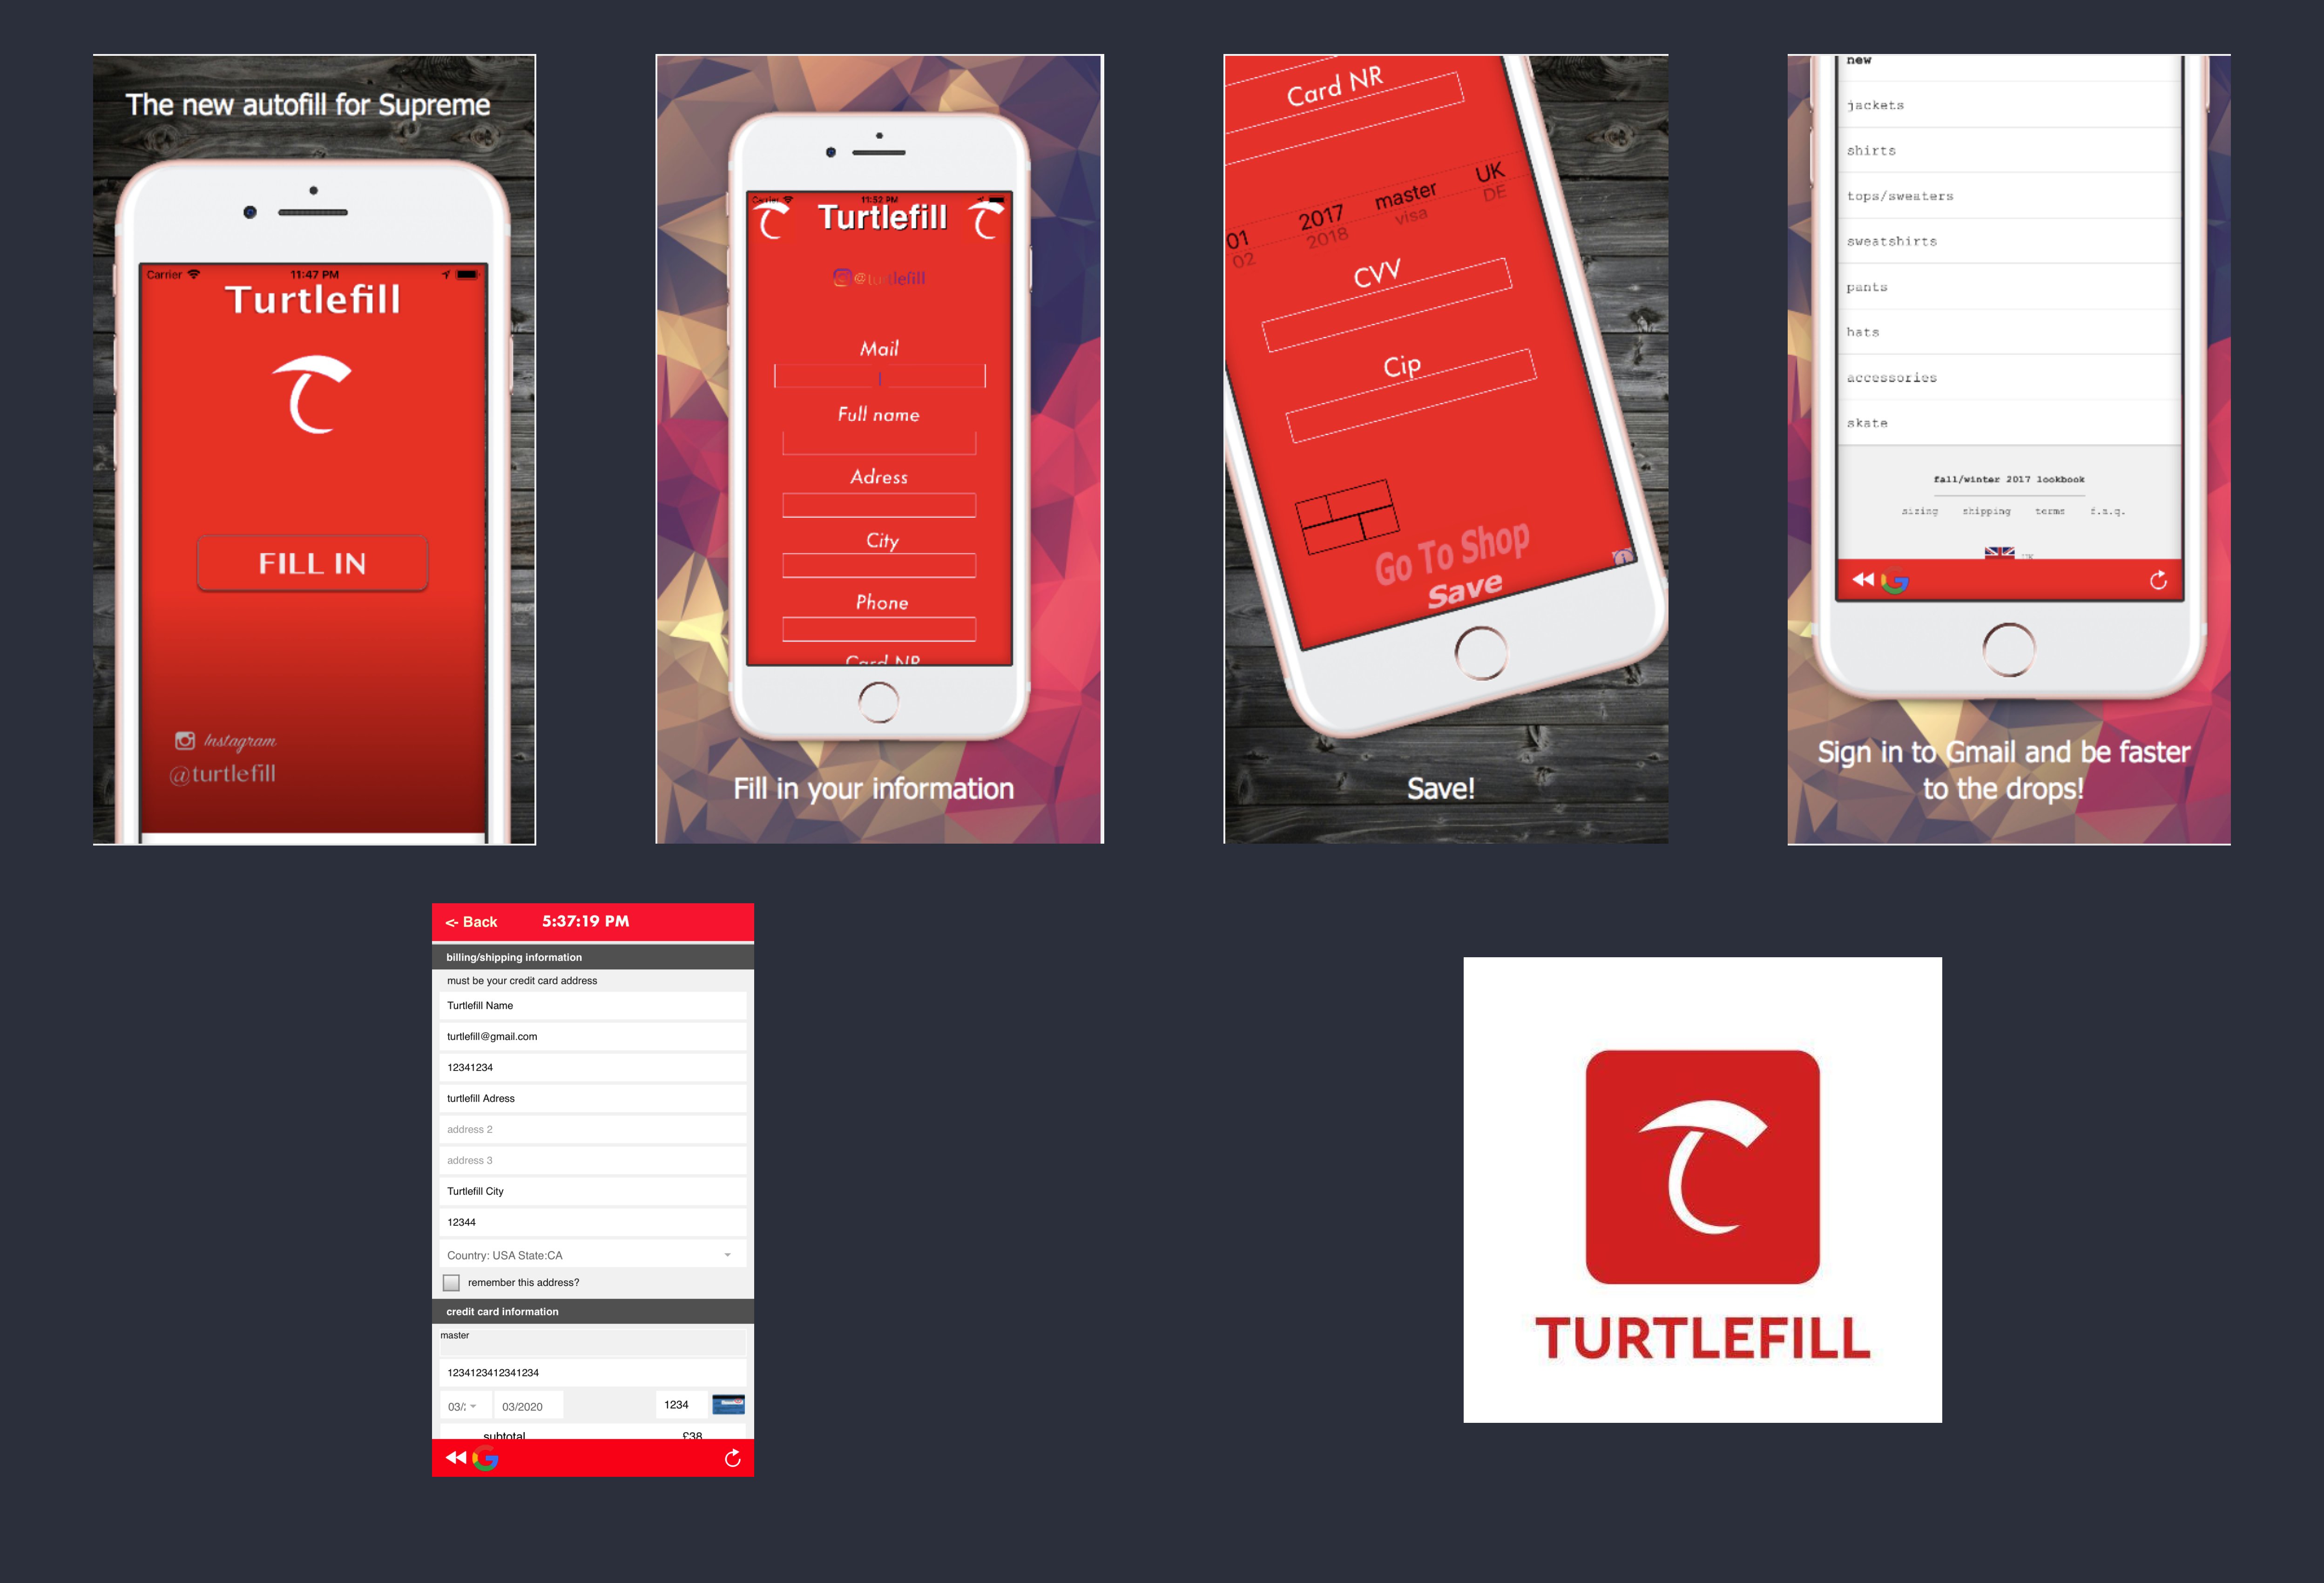 The new autofill for Supreme
Carrier 11:47 PM
Turtlefill
FILL IN
Instagram
@turtlefill
Carrier 11:52 PM
Turtlefill
@turtlefill
Mail
Full name
Adress
City
Phone
Card NR
Fill in your information
Card NR
01 2017 master UK
02 2018 visa DE
CVV
Cip
Go To Shop
Save
Save!
new
jackets
shirts
tops/sweaters
sweatshirts
pants
hats
accessories
skate
fall/winter 2017 lookbook
sizing shipping terms f.a.q.
UK
Sign in to Gmail and be faster
to the drops!
<- Back 5:37:19 PM
billing/shipping information
must be your credit card address
Turtlefill Name
turtlefill@gmail.com
12341234
turtlefill Adress
address 2
address 3
Turtlefill City
12344
Country: USA State:CA
remember this address?
credit card information
master
1234123412341234
03/2 03/2020 1234
subtotal £38
TURTLEFILL